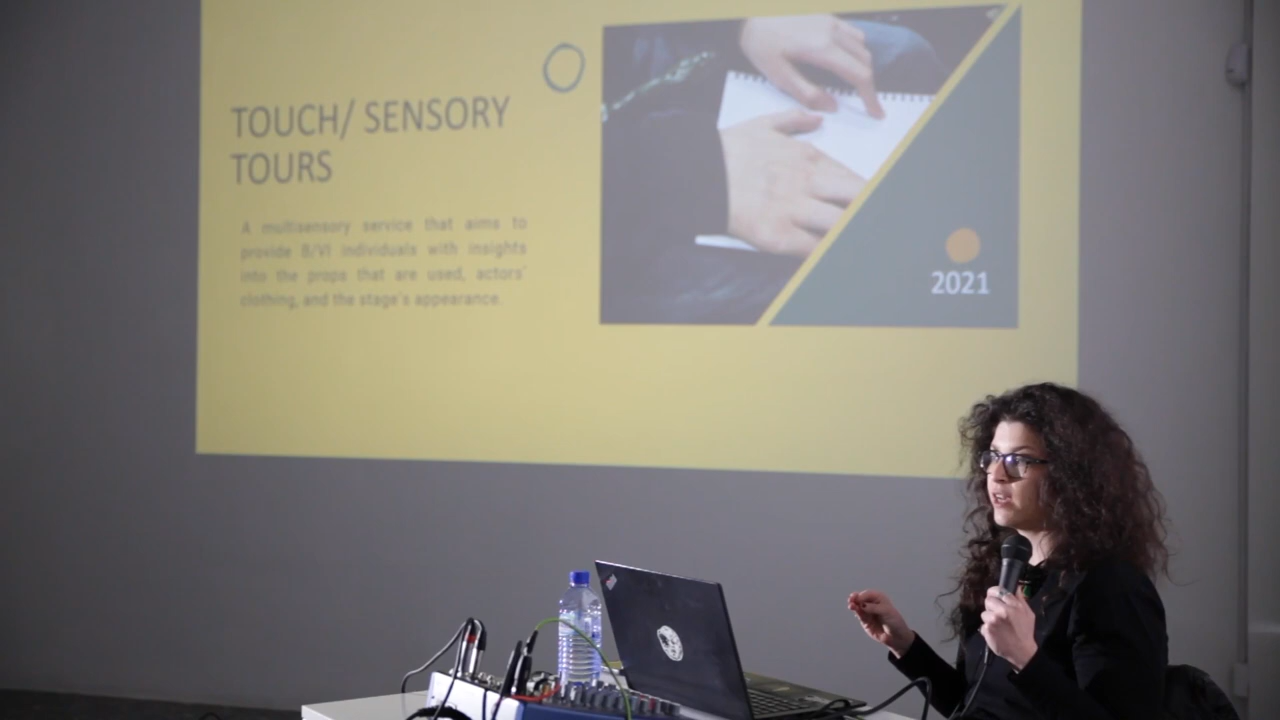 TOUCH/ SENSORY
TOURS
A multisensory service that aims to
provide B/VI individuals with insights
into the props that are used, actors'
clothing, and the stage's appearance.
2021